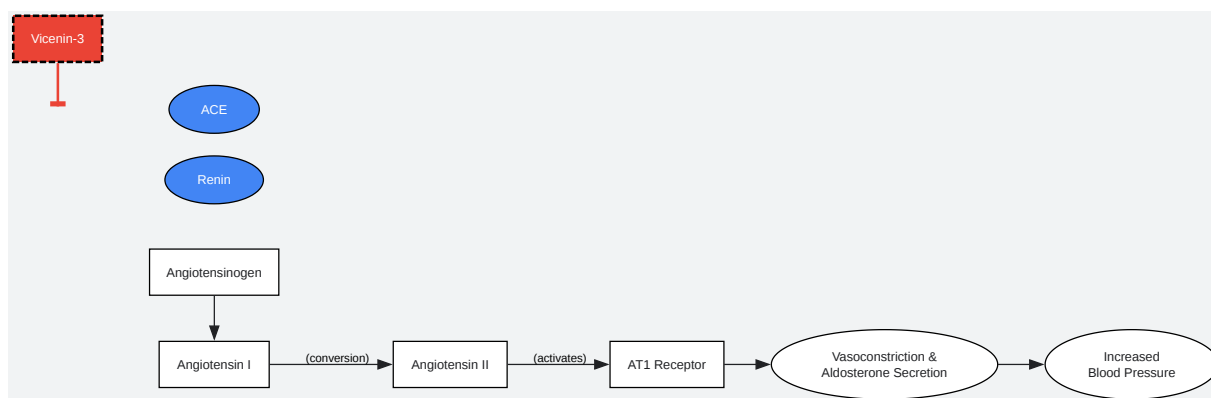 Vicenin-3
ACE
Renin
Angiotensinogen
Angiotensin I
(conversion)
Angiotensin II
(activates)
AT1 Receptor
Vasoconstriction &
Aldosterone Secretion
Increased
Blood Pressure